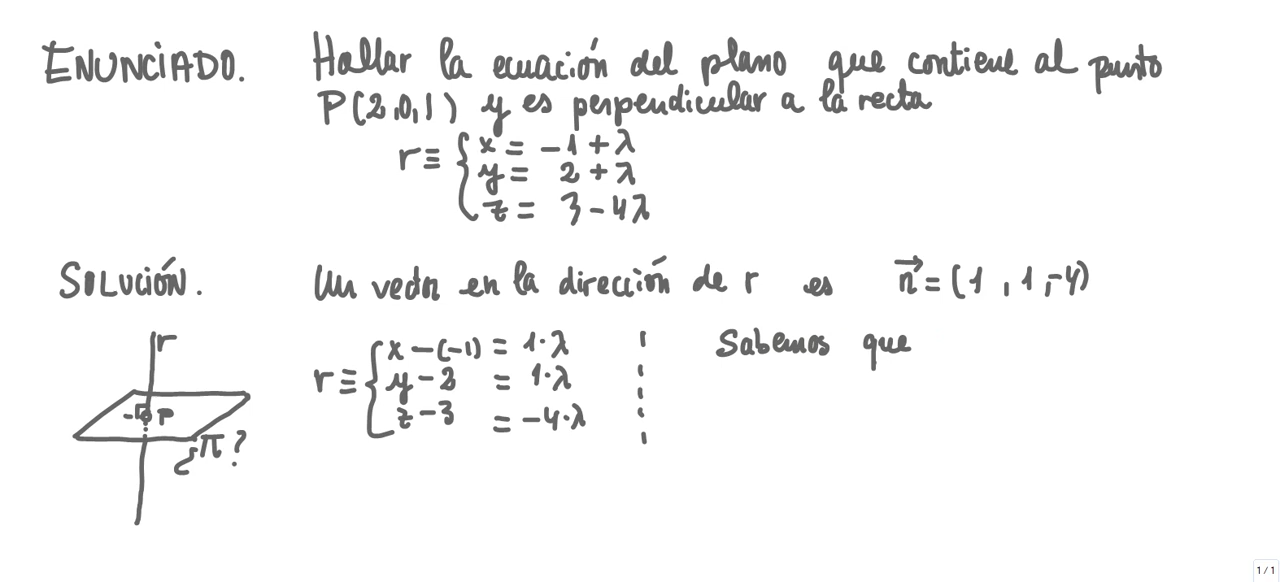 ENUNCIADO. Hallar la ecuación del plano que contiene al punto
P(2,0,1) y es perpendicular a la recta
r≡ { x = -1 + λ
y = 2 + λ
z = 3 - 4λ
SOLUCIÓN. Un vector en la dirección de r es n⃗ = (1, 1, -4)
r
r≡ { x - (-1) = 1·λ
y - 2 = 1·λ
z - 3 = -4·λ
Sabemos que
P
¿π?
1 / 1